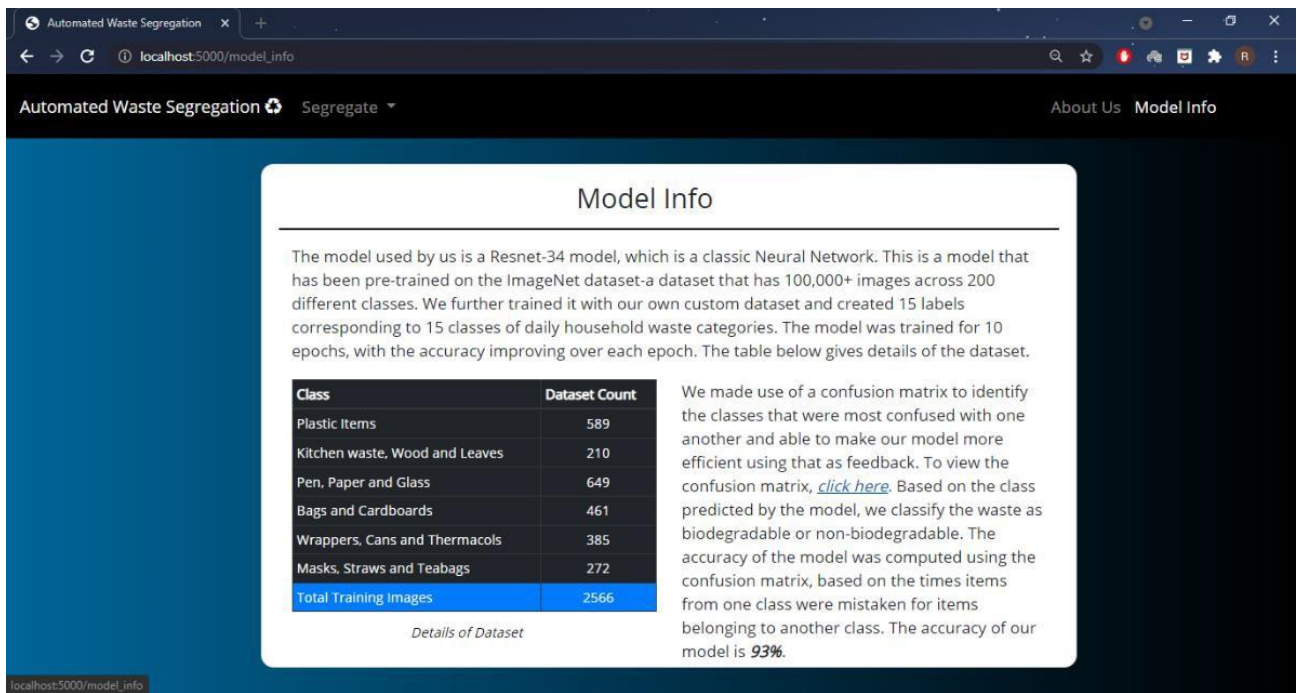 Automated Waste Segregation
localhost:5000/model_info
R
Automated Waste Segregation
Segregate
About Us
Model Info
Model Info
The model used by us is a Resnet-34 model, which is a classic Neural Network. This is a model that
has been pre-trained on the ImageNet dataset-a dataset that has 100,000+ images across 200
different classes. We further trained it with our own custom dataset and created 15 labels
corresponding to 15 classes of daily household waste categories. The model was trained for 10
epochs, with the accuracy improving over each epoch. The table below gives details of the dataset.
Class Dataset Count
Plastic Items 589
Kitchen waste, Wood and Leaves 210
Pen, Paper and Glass 649
Bags and Cardboards 461
Wrappers, Cans and Thermacols 385
Masks, Straws and Teabags 272
Total Training Images 2566
Details of Dataset
We made use of a confusion matrix to identify
the classes that were most confused with one
another and able to make our model more
efficient using that as feedback. To view the
confusion matrix, click here. Based on the class
predicted by the model, we classify the waste as
biodegradable or non-biodegradable. The
accuracy of the model was computed using the
confusion matrix, based on the times items
from one class were mistaken for items
belonging to another class. The accuracy of our
model is 93%.
localhost:5000/model_info